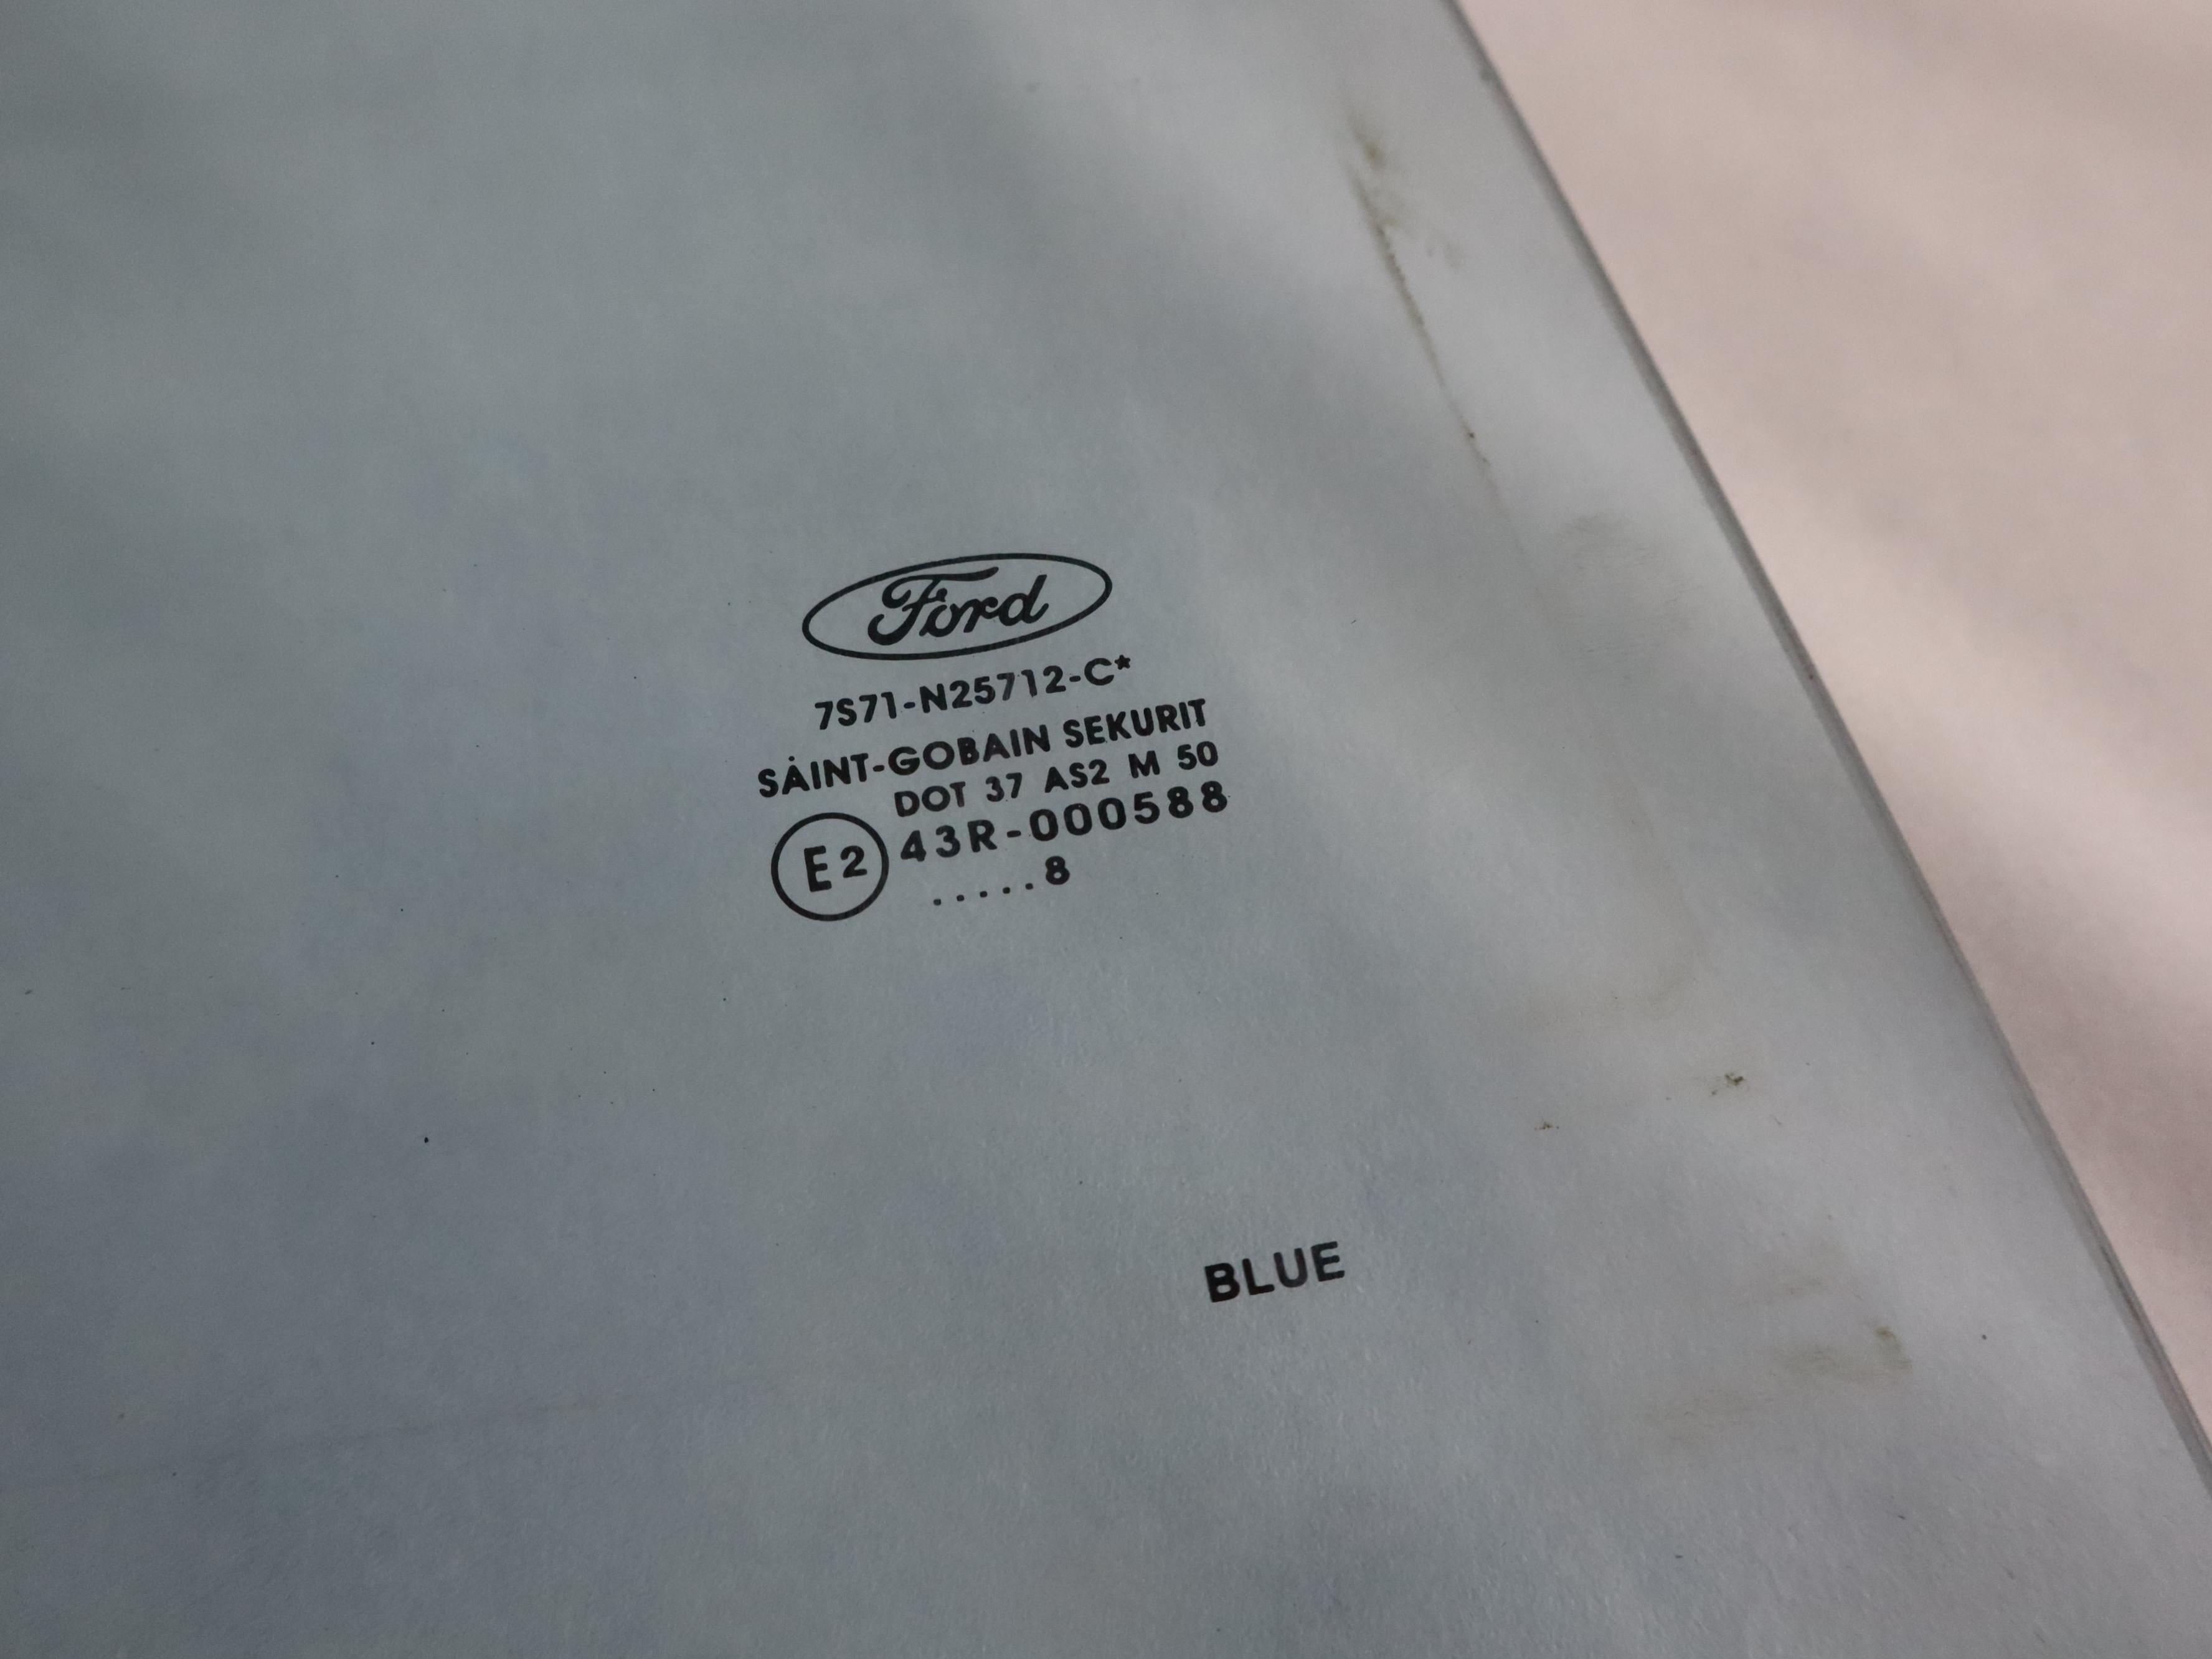 Ford
7S71-N25712-C*
SAINT-GOBAIN SEKURIT
DOT 37 AS2 M 50
E2 43R-000588
.....8
BLUE